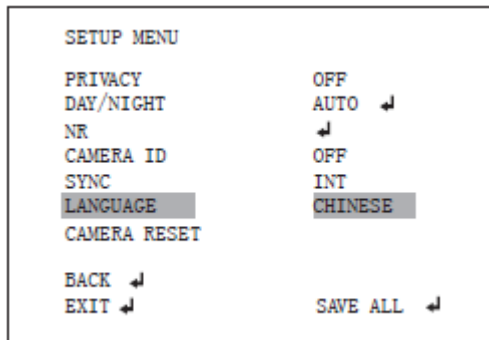 SETUP MENU
PRIVACY OFF
DAY/NIGHT AUTO ↲
NR ↲
CAMERA ID OFF
SYNC INT
LANGUAGE CHINESE
CAMERA RESET
BACK ↲
EXIT ↲ SAVE ALL ↲